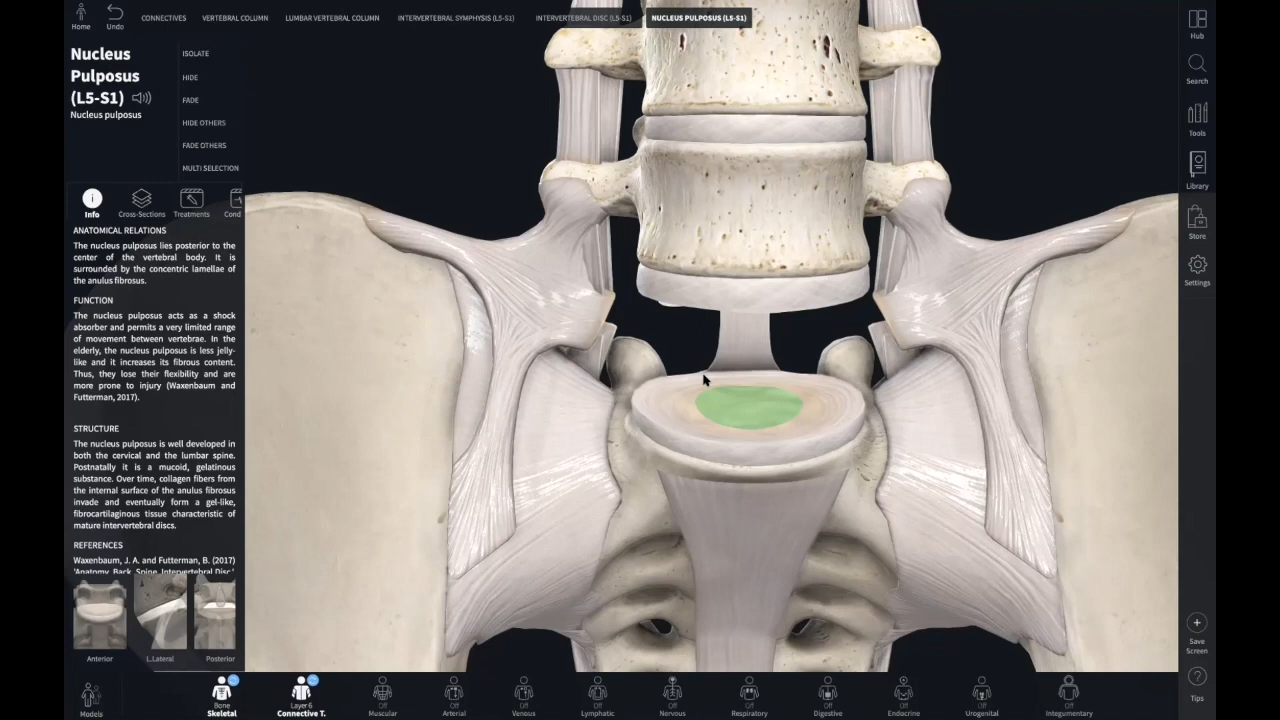 Home
Undo
CONNECTIVES
VERTEBRAL COLUMN
LUMBAR VERTEBRAL COLUMN
INTERVERTEBRAL SYMPHYSIS (L5-S1)
INTERVERTEBRAL DISC (L5-S1)
NUCLEUS PULPOSUS (L5-S1)
Hub
Search
Tools
Library
Store
Settings
Save
Screen
Tips
Nucleus
Pulposus
(L5-S1)
Nucleus pulposus
ISOLATE
HIDE
FADE
HIDE OTHERS
FADE OTHERS
MULTI SELECTION
Info
Cross-Sections
Treatments
Cond
ANATOMICAL RELATIONS
The nucleus pulposus lies posterior to the
center of the vertebral body. It is
surrounded by the concentric lamellae of
the anulus fibrosus.
FUNCTION
The nucleus pulposus acts as a shock
absorber and permits a very limited range
of movement between vertebrae. In the
elderly, the nucleus pulposus is less jelly-
like and it increases its fibrous content.
Thus, they lose their flexibility and are
more prone to injury (Waxenbaum and
Futterman, 2017).
STRUCTURE
The nucleus pulposus is well developed in
both the cervical and the lumbar spine.
Postnatally it is a mucoid, gelatinous
substance. Over time, collagen fibers from
the internal surface of the anulus fibrosus
invade and eventually form a gel-like,
fibrocartilaginous tissue characteristic of
mature intervertebral discs.
REFERENCES
Waxenbaum, J. A. and Futterman, B. (2017)
'Anatomy, Back, Spine, Intervertebral Disc.'
Anterior
L.Lateral
Posterior
Models
Bone
Skeletal
Layer 6
Connective T.
Off
Muscular
Off
Arterial
Off
Venous
Off
Lymphatic
Off
Nervous
Off
Respiratory
Off
Digestive
Off
Endocrine
Off
Urogenital
Off
Integumentary